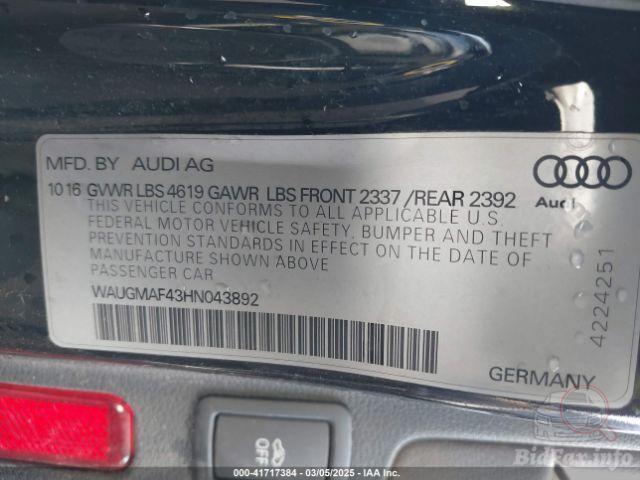 MFD. BY AUDI AG
10 16 GVWR LBS 4619 GAWR LBS FRONT 2337 /REAR 2392
THIS VEHICLE CONFORMS TO ALL APPLICABLE U.S.
FEDERAL MOTOR VEHICLE SAFETY, BUMPER AND THEFT
PREVENTION STANDARDS IN EFFECT ON THE DATE OF
MANUFACTURE SHOWN ABOVE
PASSENGER CAR
WAUGMAF43HN043892
Audi
4224251
GERMANY
OFF
BidFax.info
000-41717384 — 03/05/2025 — IAA Inc.